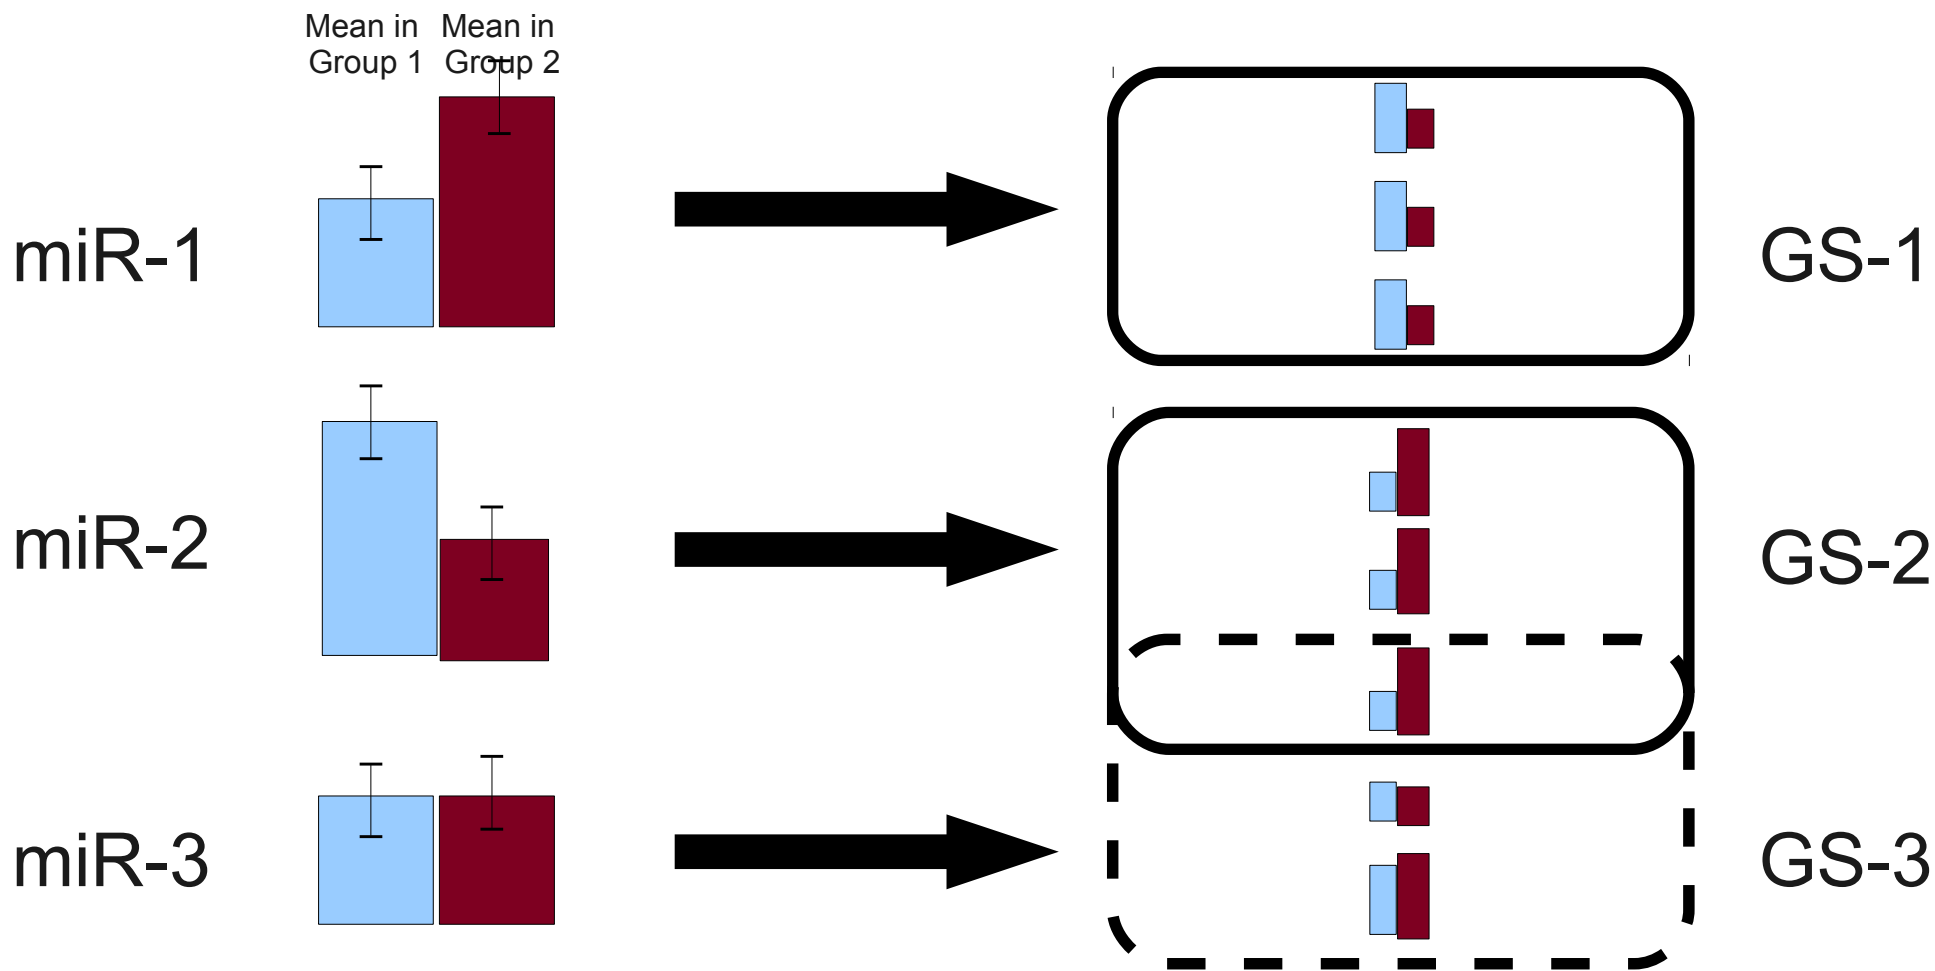 Mean in Mean in
Group 1 Group 2
miR-1
GS-1
miR-2
GS-2
miR-3
GS-3